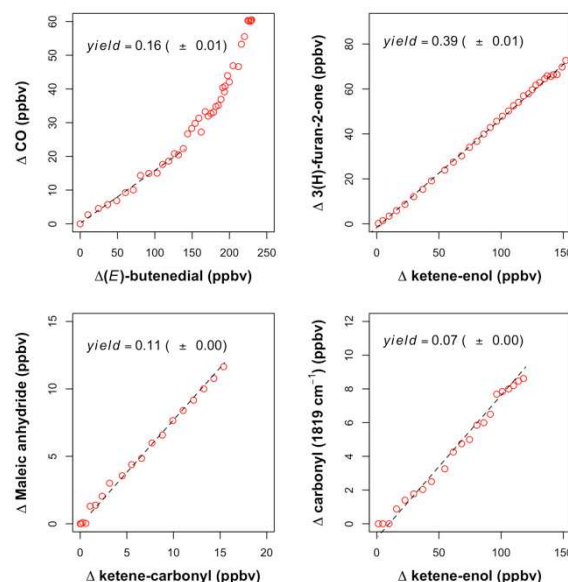 yield = 0.16 ( ± 0.01)
Δ CO (ppbv)
0 10 20 30 40 50 60
0 50 100 150 200 250
Δ(E)-butenedial (ppbv)
yield = 0.39 ( ± 0.01)
Δ 3(H)-furan-2-one (ppbv)
0 20 40 60 80
0 50 100 150
Δ ketene-enol (ppbv)
yield = 0.11 ( ± 0.00)
Δ Maleic anhydride (ppbv)
0 5 10 15
0 5 10 15 20
Δ ketene-carbonyl (ppbv)
yield = 0.07 ( ± 0.00)
Δ carbonyl (1819 cm⁻¹) (ppbv)
0 2 4 6 8 10 12
0 50 100 150
Δ ketene-enol (ppbv)